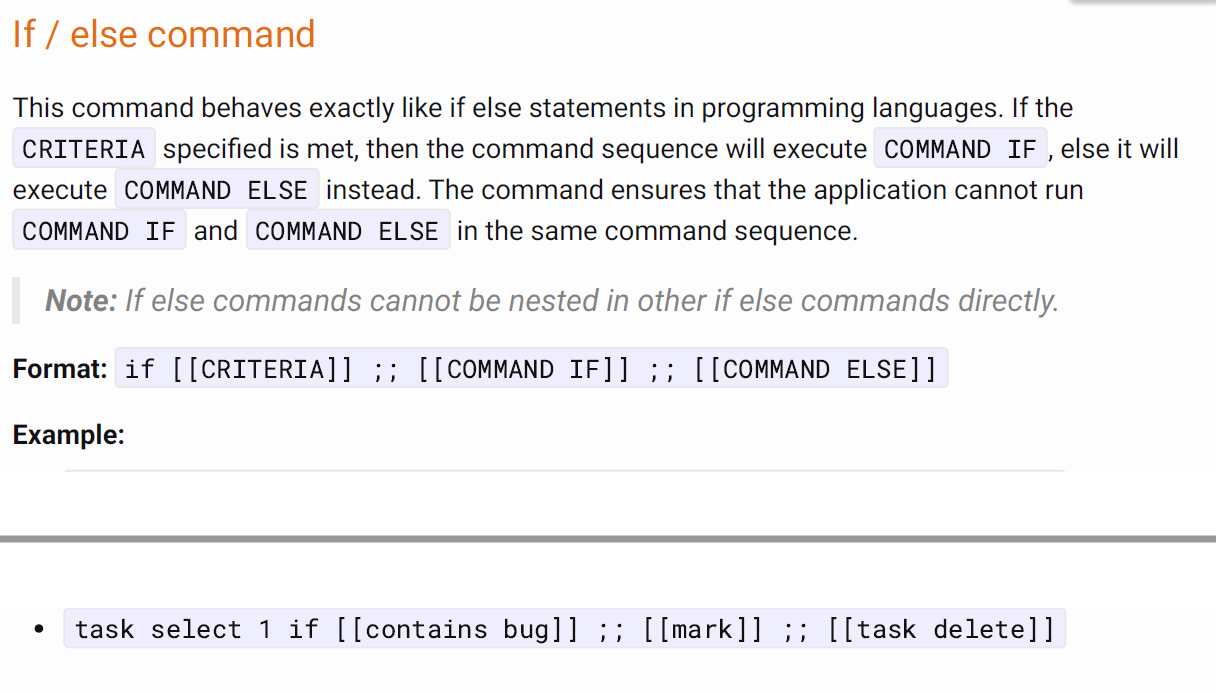 If / else command
This command behaves exactly like if else statements in programming languages. If the
CRITERIA specified is met, then the command sequence will execute COMMAND IF , else it will
execute COMMAND ELSE instead. The command ensures that the application cannot run
COMMAND IF and COMMAND ELSE in the same command sequence.
Note: If else commands cannot be nested in other if else commands directly.
Format: if [[CRITERIA]] ;; [[COMMAND IF]] ;; [[COMMAND ELSE]]
Example:
• task select 1 if [[contains bug]] ;; [[mark]] ;; [[task delete]]